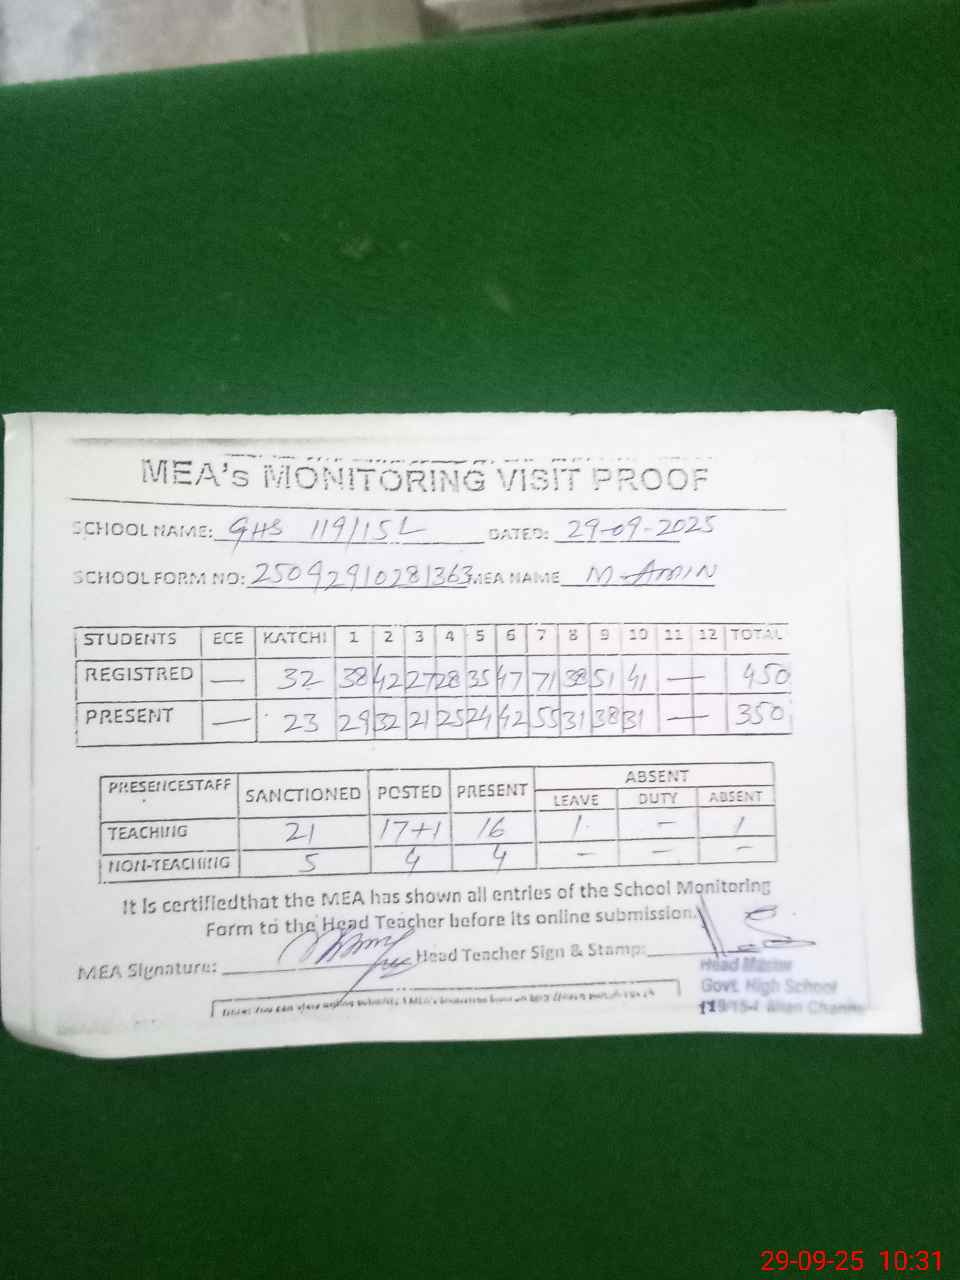 MEA's MONITORING VISIT PROOF
SCHOOL NAME: GHS 119/15L DATED: 29-09-2025
SCHOOL FORM NO: 25092910281363 MEA NAME M-AMIN
STUDENTS ECE KATCHI 1 2 3 4 5 6 7 8 9 10 11 12 TOTAL
REGISTRED — 32 38 42 27 28 35 47 71 38 51 41 — 450
PRESENT — 23 29 32 21 25 24 42 55 31 38 31 — 350
PRESENCESTAFF SANCTIONED POSTED PRESENT ABSENT
LEAVE DUTY ABSENT
TEACHING 21 17+1 16 1 - 1
NON-TEACHING 5 4 4 - - -
It is certifiedthat the MEA has shown all entries of the School Monitoring
Form to the Head Teacher before its online submission.
MEA Signature: Head Teacher Sign & Stamp:
Head Master
Govt. High School
119/15-L Mian Channu
29-09-25 10:31